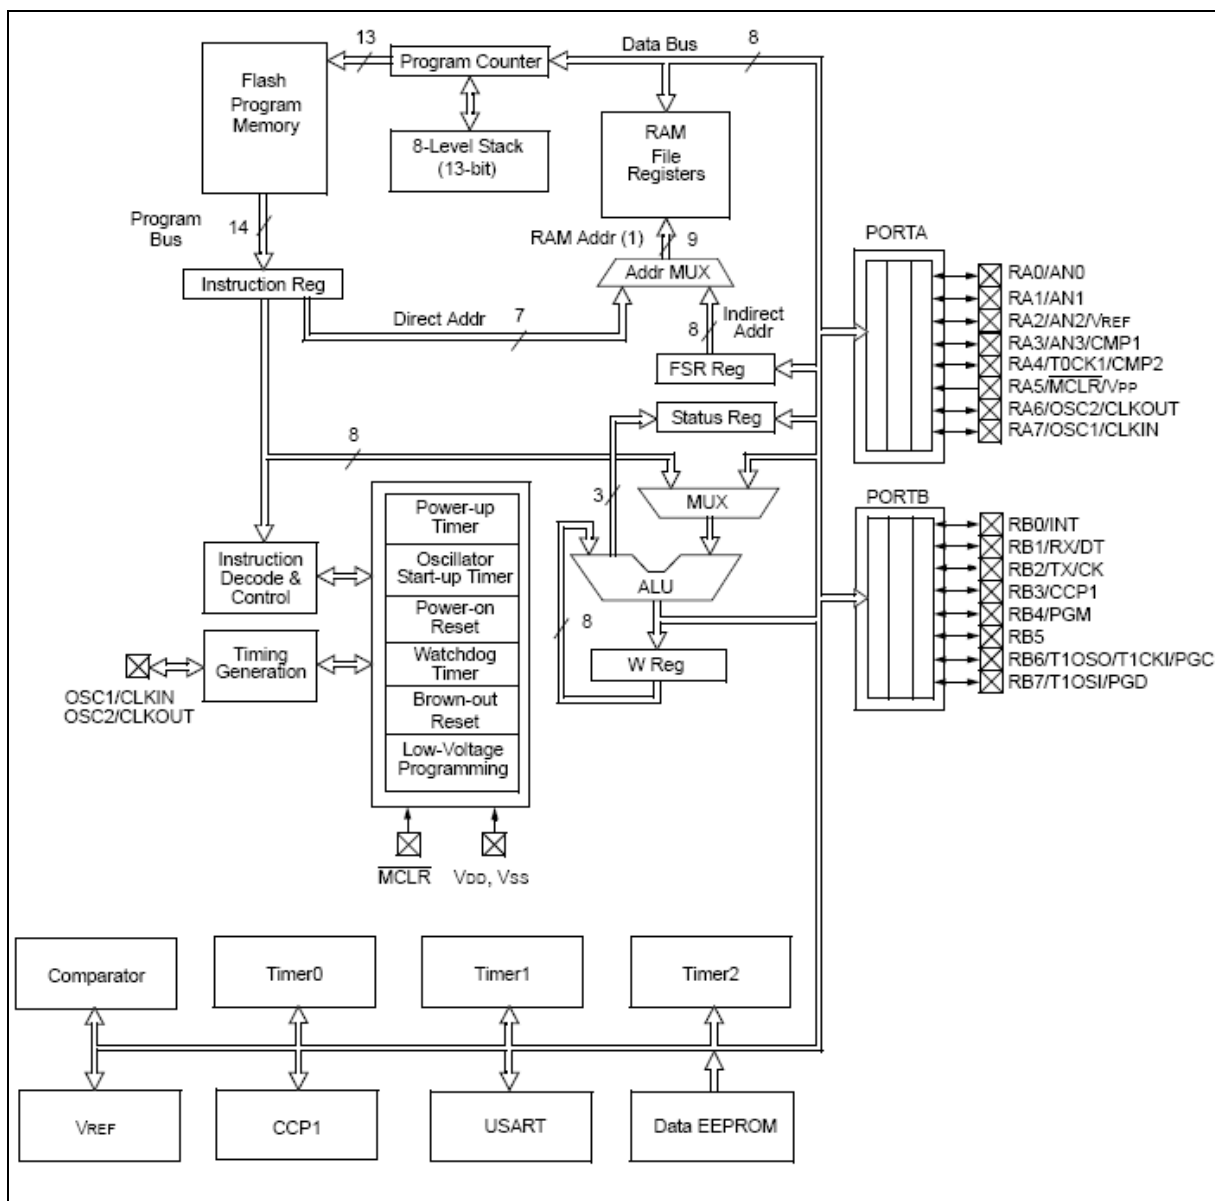 13
Data Bus
8
Program Counter
Flash
Program
Memory
8-Level Stack
(13-bit)
RAM
File
Registers
Program
Bus
14
RAM Addr (1)
9
Addr MUX
Instruction Reg
Direct Addr
7
8
Indirect
Addr
FSR Reg
Status Reg
8
3
MUX
ALU
8
W Reg
Instruction
Decode &
Control
Timing
Generation
OSC1/CLKIN
OSC2/CLKOUT
Power-up
Timer
Oscillator
Start-up Timer
Power-on
Reset
Watchdog
Timer
Brown-out
Reset
Low-Voltage
Programming
MCLR
VDD, VSS
PORTA
RA0/AN0
RA1/AN1
RA2/AN2/VREF
RA3/AN3/CMP1
RA4/T0CK1/CMP2
RA5/MCLR/VPP
RA6/OSC2/CLKOUT
RA7/OSC1/CLKIN
PORTB
RB0/INT
RB1/RX/DT
RB2/TX/CK
RB3/CCP1
RB4/PGM
RB5
RB6/T1OSO/T1CKI/PGC
RB7/T1OSI/PGD
Comparator
Timer0
Timer1
Timer2
VREF
CCP1
USART
Data EEPROM